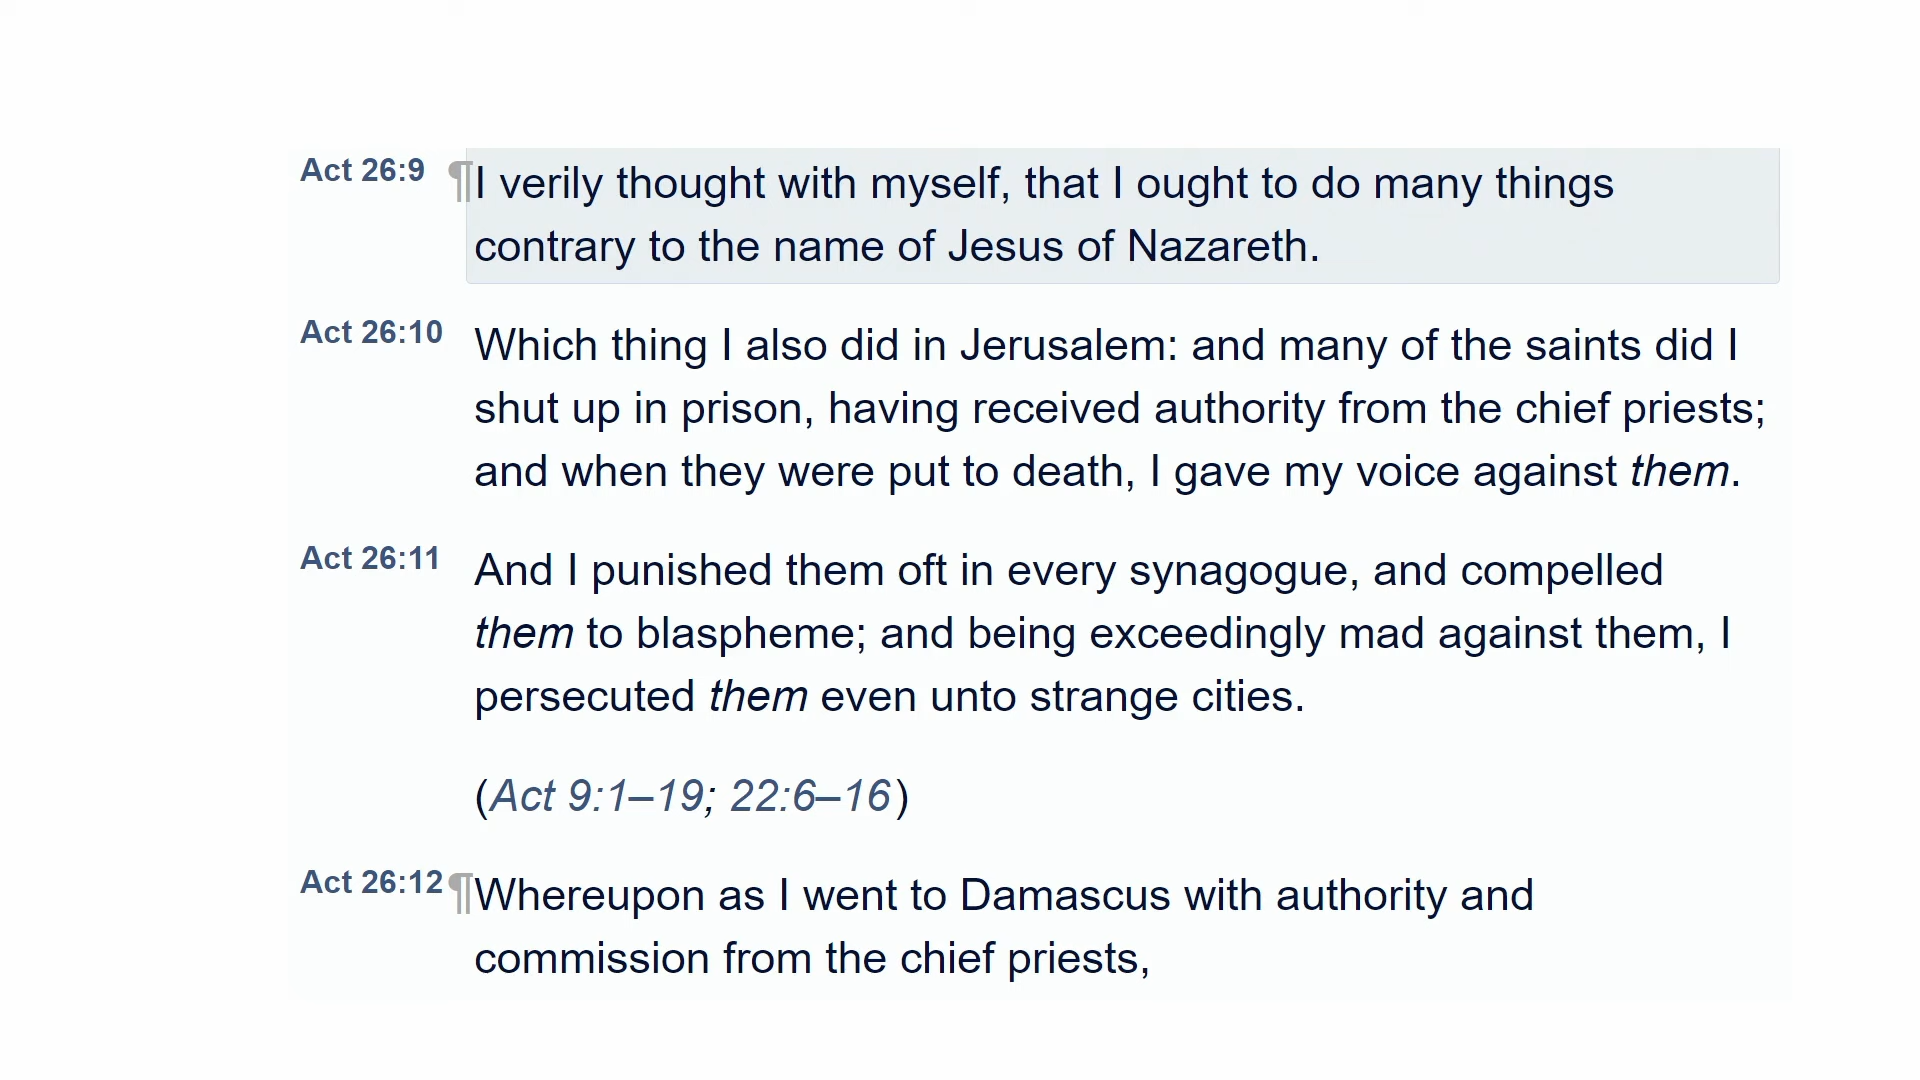 Act 26:9 ¶I verily thought with myself, that I ought to do many things
contrary to the name of Jesus of Nazareth.
Act 26:10 Which thing I also did in Jerusalem: and many of the saints did I
shut up in prison, having received authority from the chief priests;
and when they were put to death, I gave my voice against them.
Act 26:11 And I punished them oft in every synagogue, and compelled
them to blaspheme; and being exceedingly mad against them, I
persecuted them even unto strange cities.
(Act 9:1–19; 22:6–16)
Act 26:12 ¶Whereupon as I went to Damascus with authority and
commission from the chief priests,